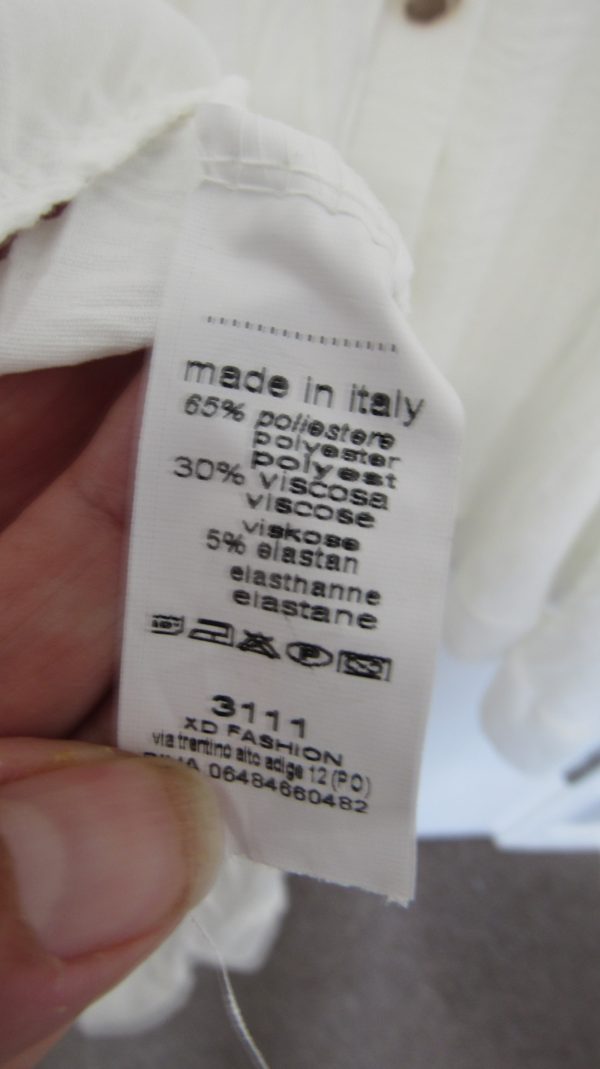 made in italy
65% poliestere
polyester
polyest
30% viscosa
viscose
viskose
5% elastan
elasthanne
elastane
P
3111
XD FASHION
via trentino alto adige 12 (PO)
06484660482